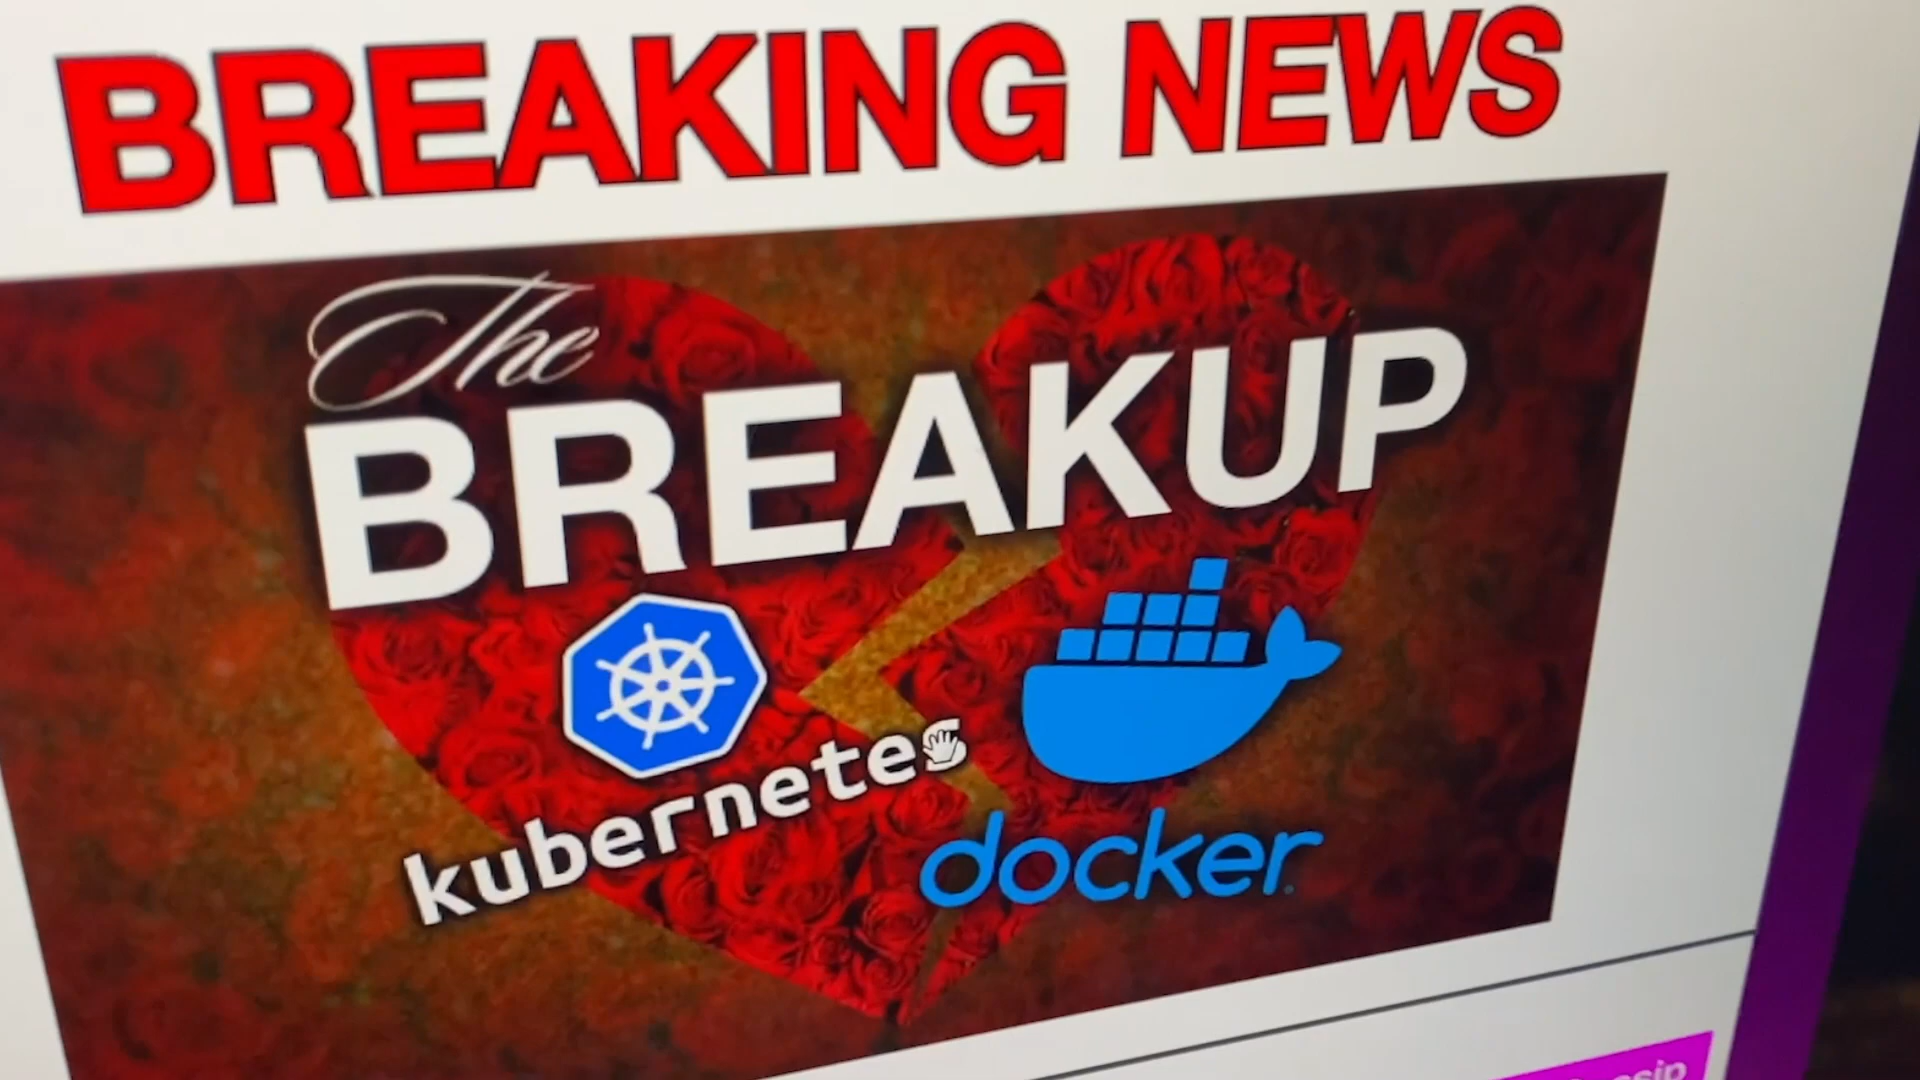 BREAKING NEWS
The
BREAKUP
kubernetes
docker